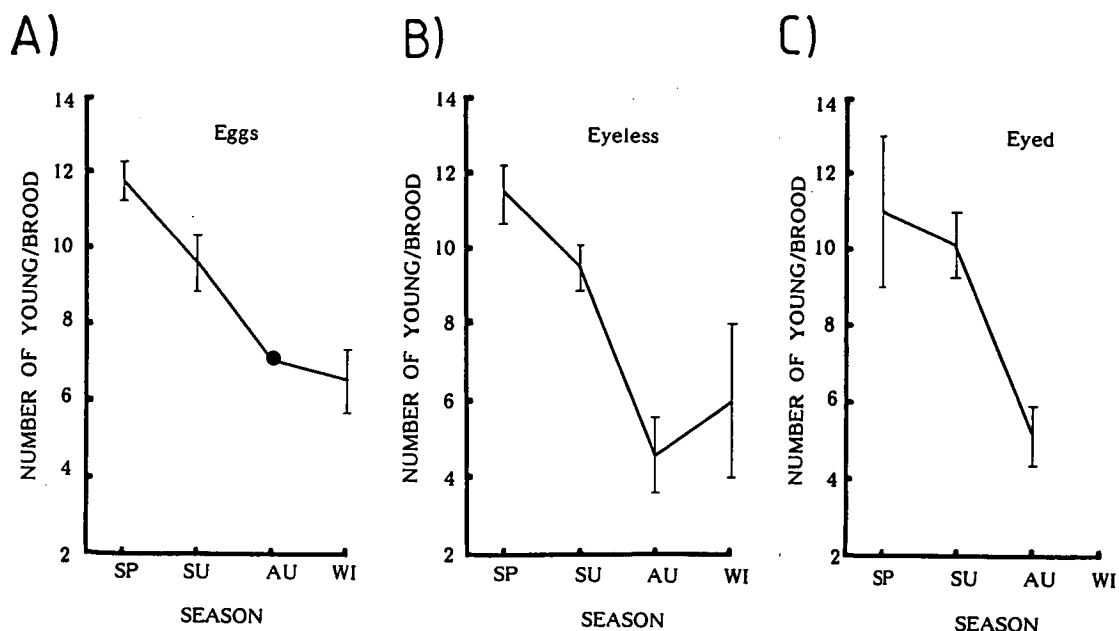 A)
Eggs
NUMBER OF YOUNG/BROOD
14
12
10
8
6
4
2
SP SU AU WI
SEASON
B)
Eyeless
NUMBER OF YOUNG/BROOD
14
12
10
8
6
4
2
SP SU AU WI
SEASON
C)
Eyed
NUMBER OF YOUNG/BROOD
14
12
10
8
6
4
2
SP SU AU WI
SEASON